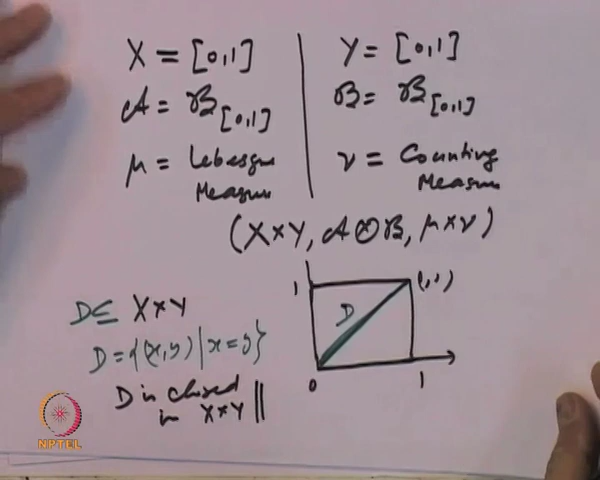 X = [0,1]
𝒜 = ℬ[0,1]
μ = Lebesgue
Measure
Y = [0,1]
ℬ = ℬ[0,1]
ν = Counting
Measure
(X×Y, 𝒜⊗ℬ, μ×ν)
D ⊆ X×Y
D = {(x,y) | x=y}
D is closed
in X×Y ||
1
(1,1)
D
0
1
NPTEL